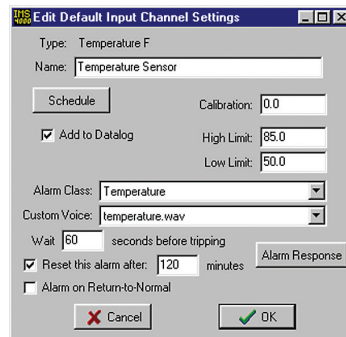 IMS 4000 Edit Default Input Channel Settings
Type: Temperature F
Name: Temperature Sensor
Schedule
Calibration: 0.0
Add to Datalog
High Limit: 85.0
Low Limit: 50.0
Alarm Class: Temperature
Custom Voice: temperature.wav
Wait 60 seconds before tripping
Reset this alarm after: 120 minutes
Alarm Response
Alarm on Return-to-Normal
Cancel
OK